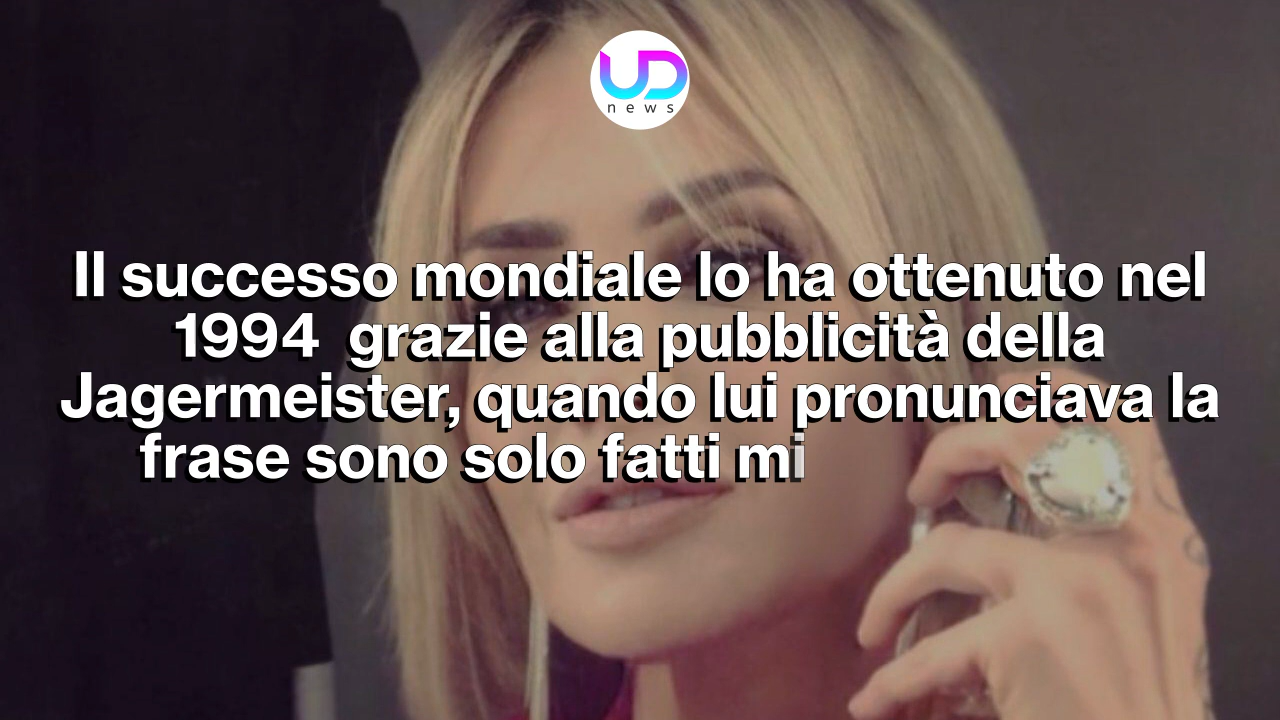 UD
news
Il successo mondiale lo ha ottenuto nel
1994 grazie alla pubblicità della
Jagermeister, quando lui pronunciava la
frase sono solo fatti mi